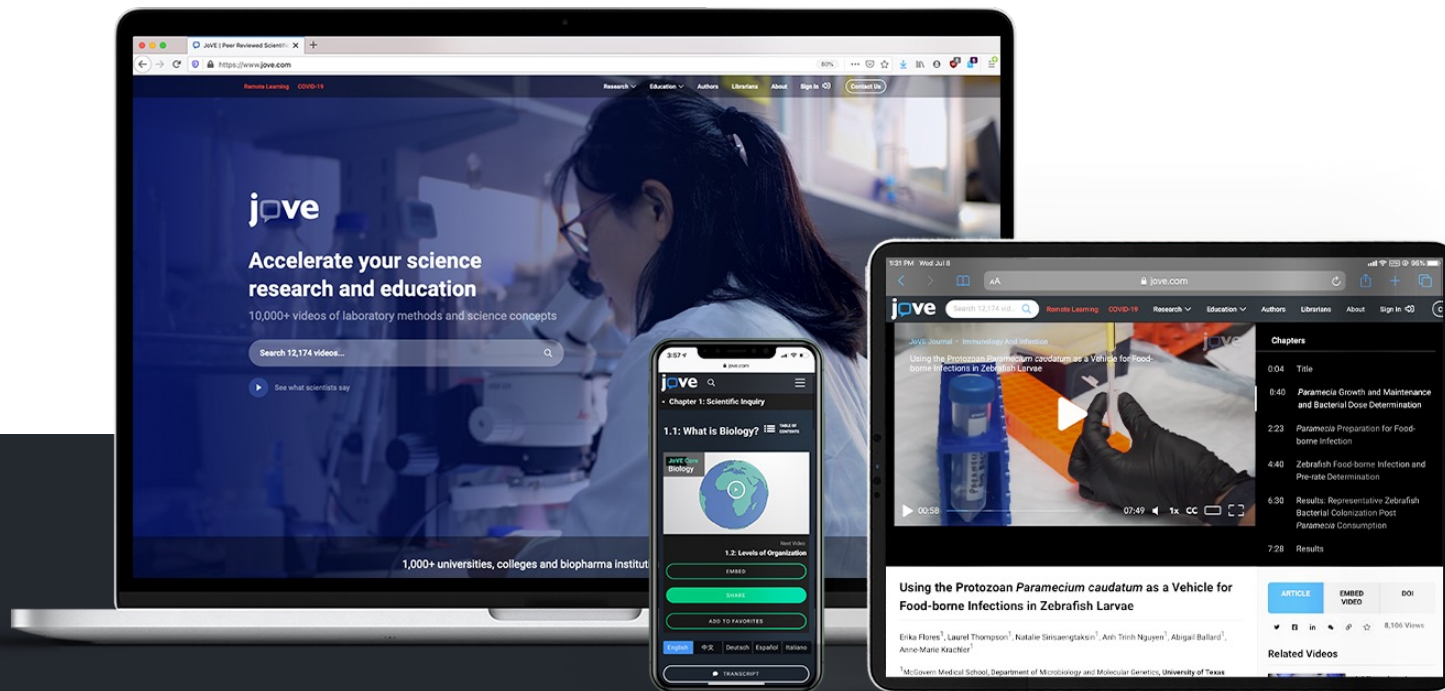 JoVE | Peer Reviewed Scientific
https://www.jove.com
80%
Remote Learning COVID-19 Research Education Authors Librarians About Sign In Contact Us
jove
Accelerate your science
research and education
10,000+ videos of laboratory methods and science concepts
Search 12,174 videos...
See what scientists say
1,000+ universities, colleges and biopharma instituti
3:57
jove.com
jove
Chapter 1: Scientific Inquiry
1.1: What is Biology?
TABLE OF
CONTENTS
JoVE Core
Biology
Next Video
1.2: Levels of Organization
EMBED
SHARE
ADD TO FAVORITES
English 中文 Deutsch Español Italiano
TRANSCRIPT
1:21 PM Wed Jul 8
96%
AA jove.com
jove Search 12,174 vid... Remote Learning COVID-19 Research Education Authors Librarians About Sign In
JoVE Journal Immunology And Infection
jove
Using the Protozoan Paramecium caudatum as a Vehicle for Food-
borne Infections in Zebrafish Larvae
00:58 07:49 1x CC
Chapters
0:04 Title
0:40 Paramecia Growth and Maintenance
and Bacterial Dose Determination
2:23 Paramecia Preparation for Food-
borne Infection
4:40 Zebrafish Food-borne Infection and
Pre-rate Determination
6:30 Results: Representative Zebrafish
Bacterial Colonization Post
Paramecia Consumption
7:28 Results
Using the Protozoan Paramecium caudatum as a Vehicle for
Food-borne Infections in Zebrafish Larvae
Erika Flores1, Laurel Thompson1, Natalie Sirisaengtaksin1, Anh Trinh Nguyen1, Abigail Ballard1,
Anne-Marie Krachler1
1McGovern Medical School, Department of Microbiology and Molecular Genetics, University of Texas
ARTICLE EMBED VIDEO DOI
8,106 Views
Related Videos